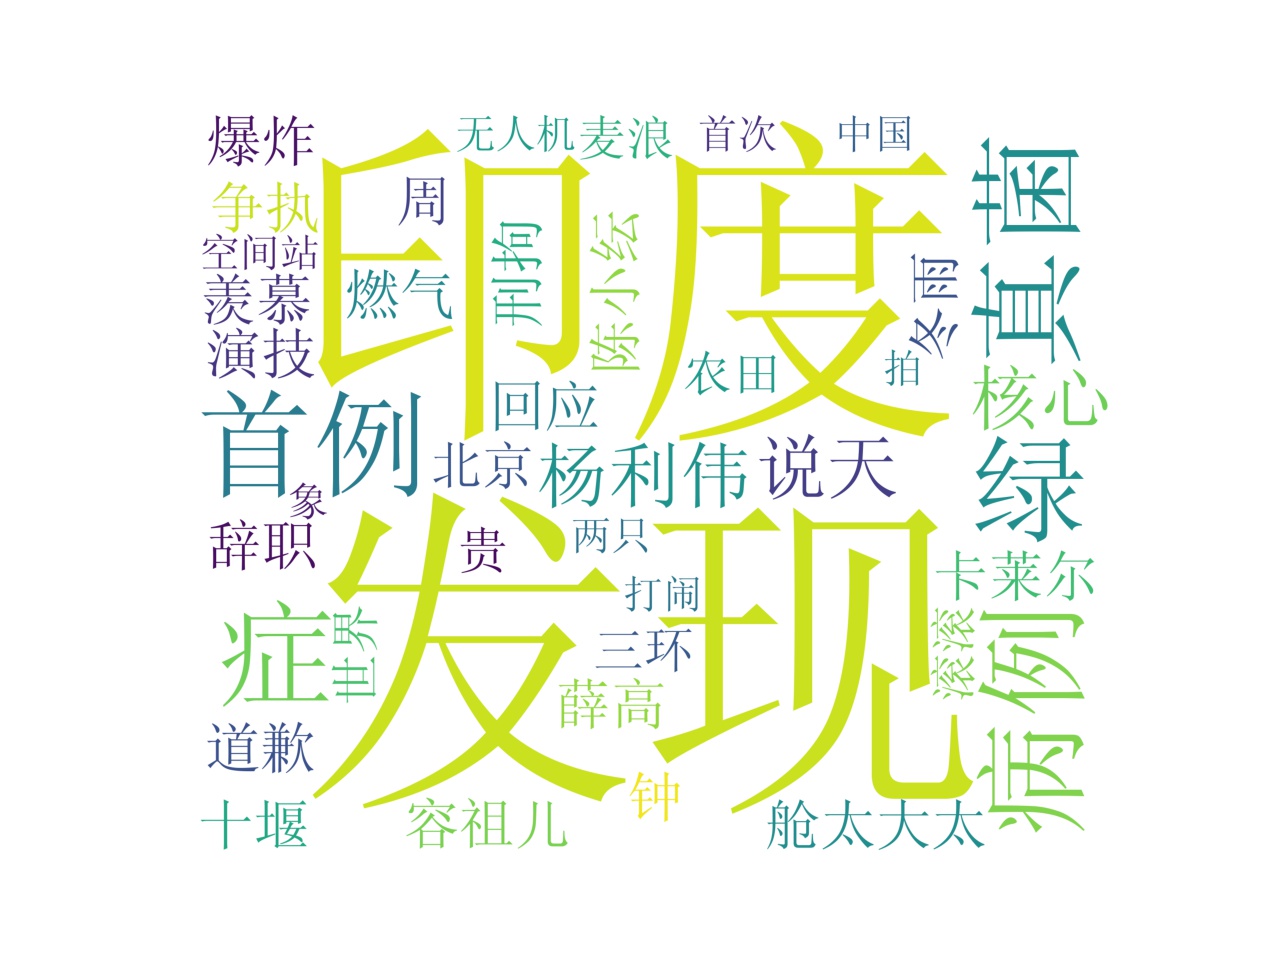 爆炸
无人机
麦浪
首次
中国
印度
真菌
争执
周
刑拘
陈小纭
空间站
羡慕
燃气
冬雨
演技
农田
拍
核心
首例
回应
北京
杨利伟
说天
绿
象
辞职
贵
两只
发现
卡莱尔
症
世界
打闹
三环
滚滚
病例
薛高
道歉
钟
十堰
容祖儿
舱太大太